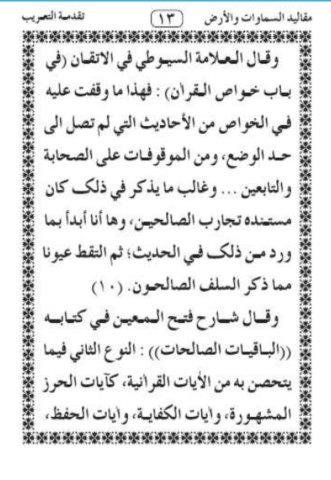 مقاليد السماوات والأرض (١٣) تقدمة التعريب
وقال العلامة السيوطي في الاتقان (في
باب خواص القران) : فهذا ما وقفت عليه
في الخواص من الأحاديث التي لم تصل الى
حد الوضع، ومن الموقوفات على الصحابة
والتابعين ... وغالب ما يذكر في ذلك كان
مستنده تجارب الصالحين، وها أنا أبدأ بما
ورد من ذلك في الحديث؛ ثم التقط عيونا
مما ذكر السلف الصالحون. (١٠)
وقال شارح فتح المعين في كتابه
((الباقيات الصالحات)) : النوع الثاني فيما
يتحصن به من الأيات القرانية، كآيات الحرز
المشهورة، وايات الكفاية، وايات الحفظ،